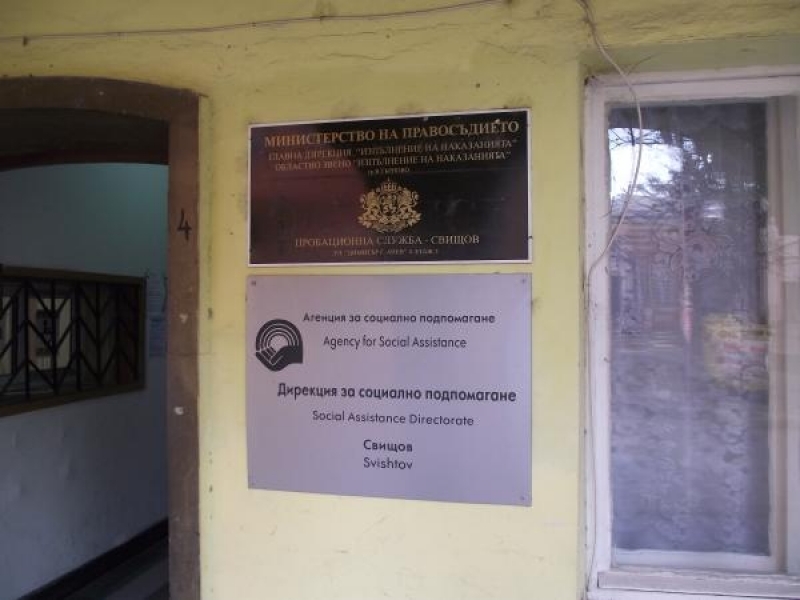 4
МИНИСТЕРСТВО НА ПРАВОСЪДИЕТО
ГЛАВНА ДИРЕКЦИЯ "ИЗПЪЛНЕНИЕ НА НАКАЗАНИЯТА"
ОБЛАСТНО ЗВЕНО "ИЗПЪЛНЕНИЕ НА НАКАЗАНИЯТА"
ПРОБАЦИОННА СЛУЖБА - СВИЩОВ
Агенция за социално подпомагане
Agency for Social Assistance
Дирекция за социално подпомагане
Social Assistance Directorate
Свищов
Svishtov